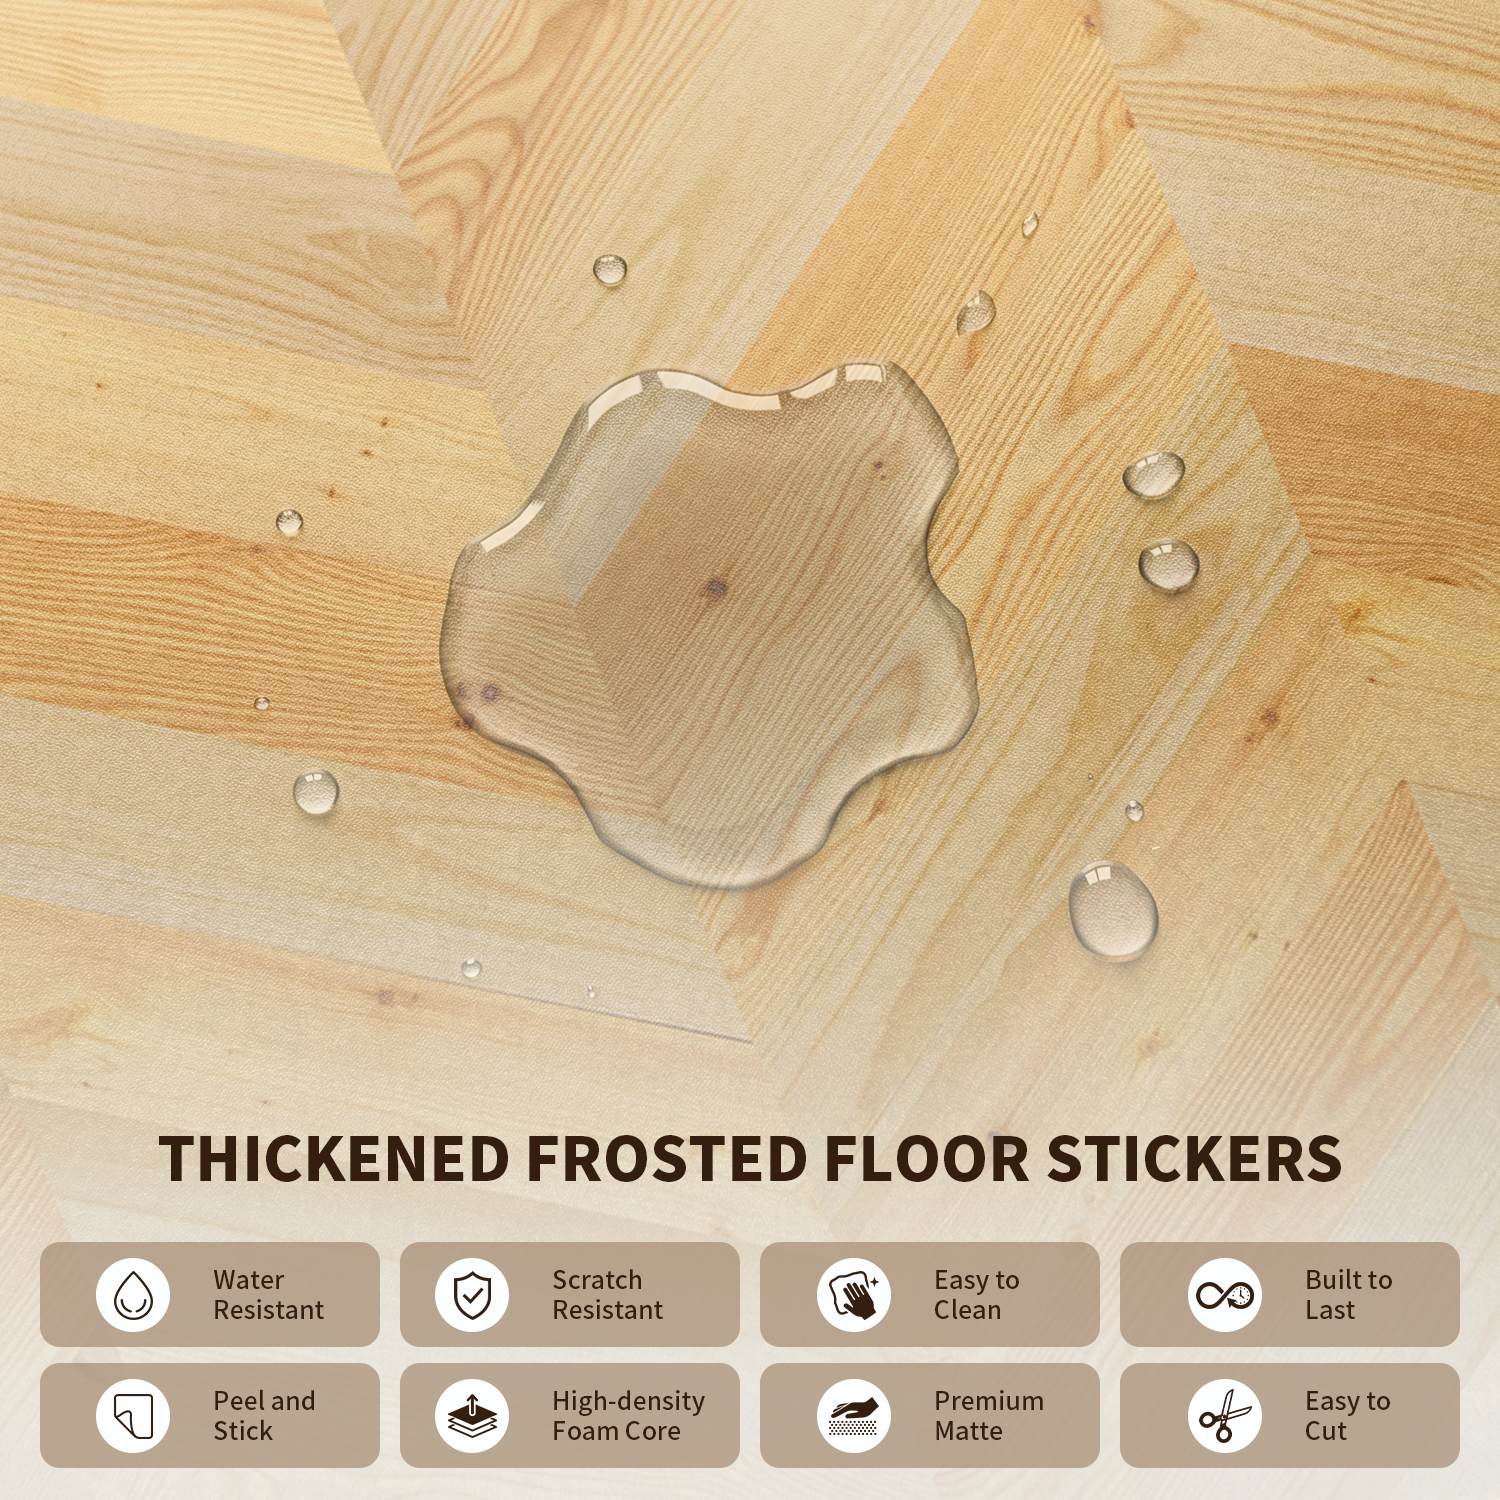 THICKENED FROSTED FLOOR STICKERS
Water
Resistant
Scratch
Resistant
Easy to
Clean
Built to
Last
Peel and
Stick
High-density
Foam Core
Premium
Matte
Easy to
Cut